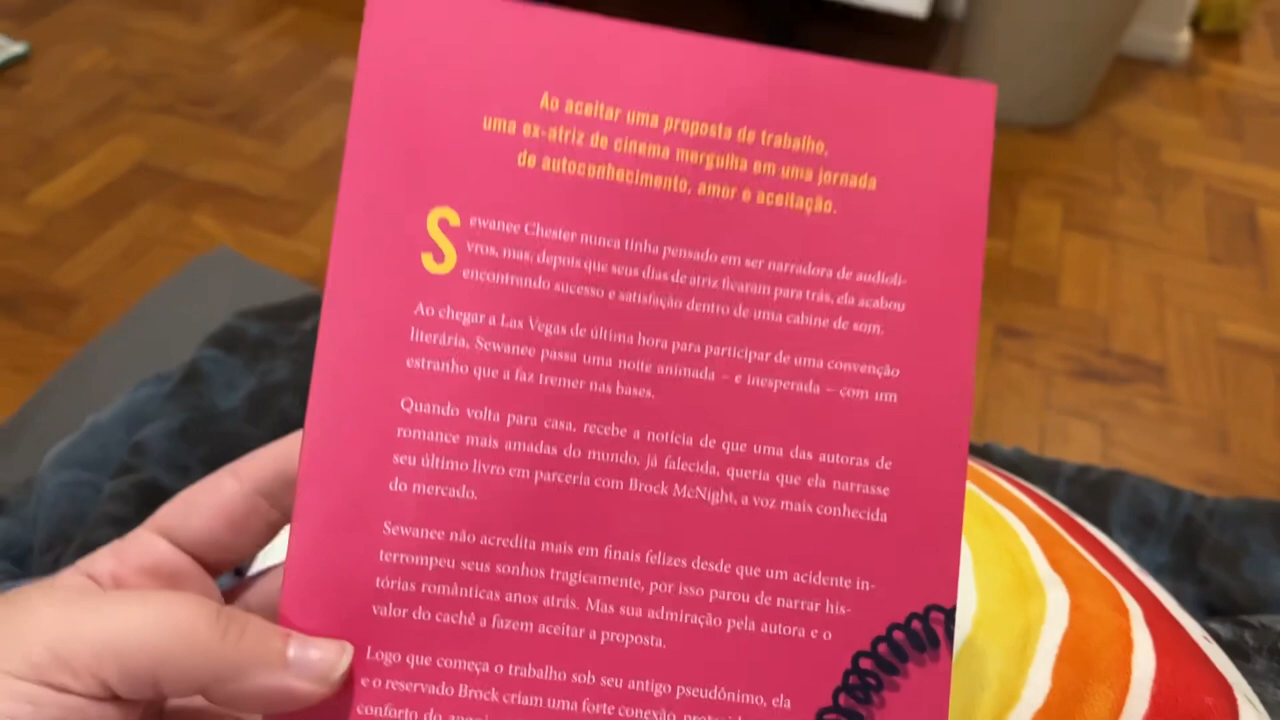 Ao aceitar uma proposta de trabalho,
uma ex-atriz de cinema mergulha em uma jornada
de autoconhecimento, amor e aceitação.
Sewanee Chester nunca tinha pensado em ser narradora de audioli-
vros, mas, depois que seus dias de atriz ficaram para trás, ela acabou
encontrando sucesso e satisfação dentro de uma cabine de som.
Ao chegar a Las Vegas de última hora para participar de uma convenção
literária, Sewanee passa uma noite animada – e inesperada – com um
estranho que a faz tremer nas bases.
Quando volta para casa, recebe a notícia de que uma das autoras de
romance mais amadas do mundo, já falecida, queria que ela narrasse
seu último livro em parceria com Brock McNight, a voz mais conhecida
do mercado.
Sewanee não acredita mais em finais felizes desde que um acidente in-
terrompeu seus sonhos tragicamente, por isso parou de narrar his-
tórias românticas anos atrás. Mas sua admiração pela autora e o
valor do cachê a fazem aceitar a proposta.
Logo que começa o trabalho sob seu antigo pseudônimo, ela
e o reservado Brock criam uma forte conexão
conforto do